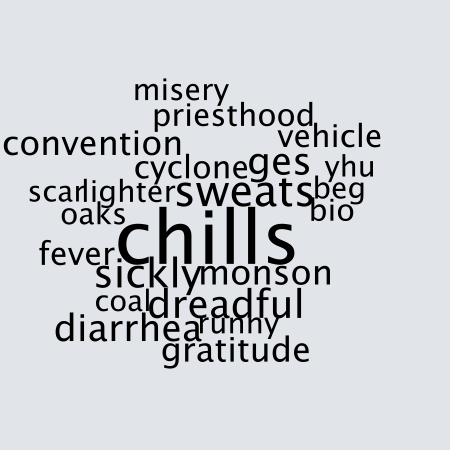 misery
priesthood
convention vehicle
cyclone ges yhu
scar lighter sweats beg
oaks bio
chills
fever
sickly monson
coal dreadful
diarrhea runny
gratitude